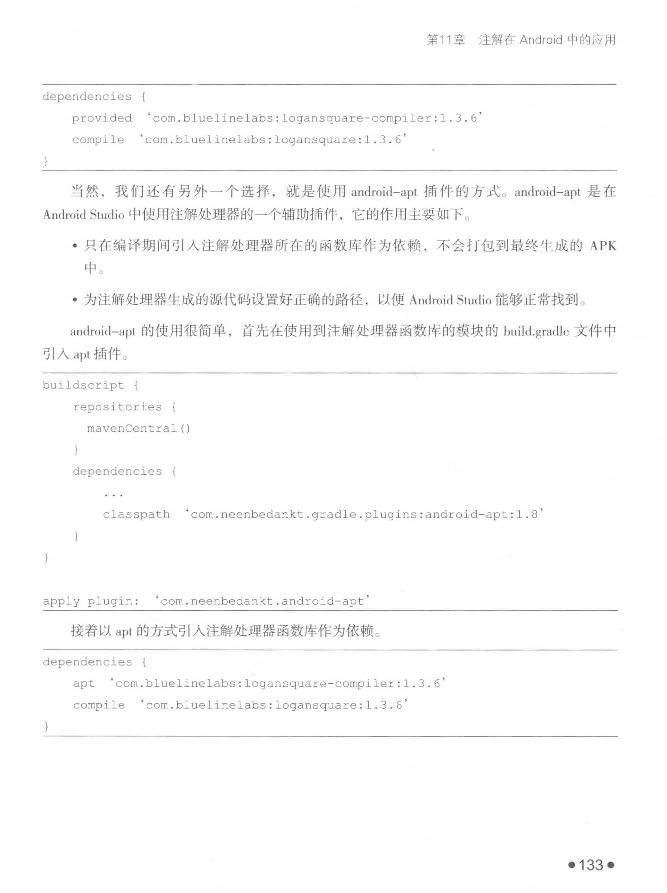 第11章 注解在 Android 中的应用
dependencies {
provided ‘com.bluelinelabs:logansquare-compiler:1.3.6’
compile ‘com.bluelinelabs:logansquare:1.3.6’
}
当然，我们还有另外一个选择，就是使用 android-apt 插件的方式。android-apt 是在
Android Studio 中使用注解处理器的一个辅助插件，它的作用主要如下。
• 只在编译期间引入注解处理器所在的函数库作为依赖，不会打包到最终生成的 APK
中。
• 为注解处理器生成的源代码设置好正确的路径，以便 Android Studio 能够正常找到。
android-apt 的使用很简单，首先在使用到注解处理器函数库的模块的 build.gradle 文件中
引入 apt 插件。
buildscript {
repositories {
mavenCentral()
}
dependencies {
...
classpath ‘com.neenbedankt.gradle.plugins:android-apt:1.8’
}
}
apply plugin: ‘com.neenbedankt.android-apt’
接着以 apt 的方式引入注解处理器函数库作为依赖。
dependencies {
apt ‘com.bluelinelabs:logansquare-compiler:1.3.6’
compile ‘com.bluelinelabs:logansquare:1.3.6’
}
●133●